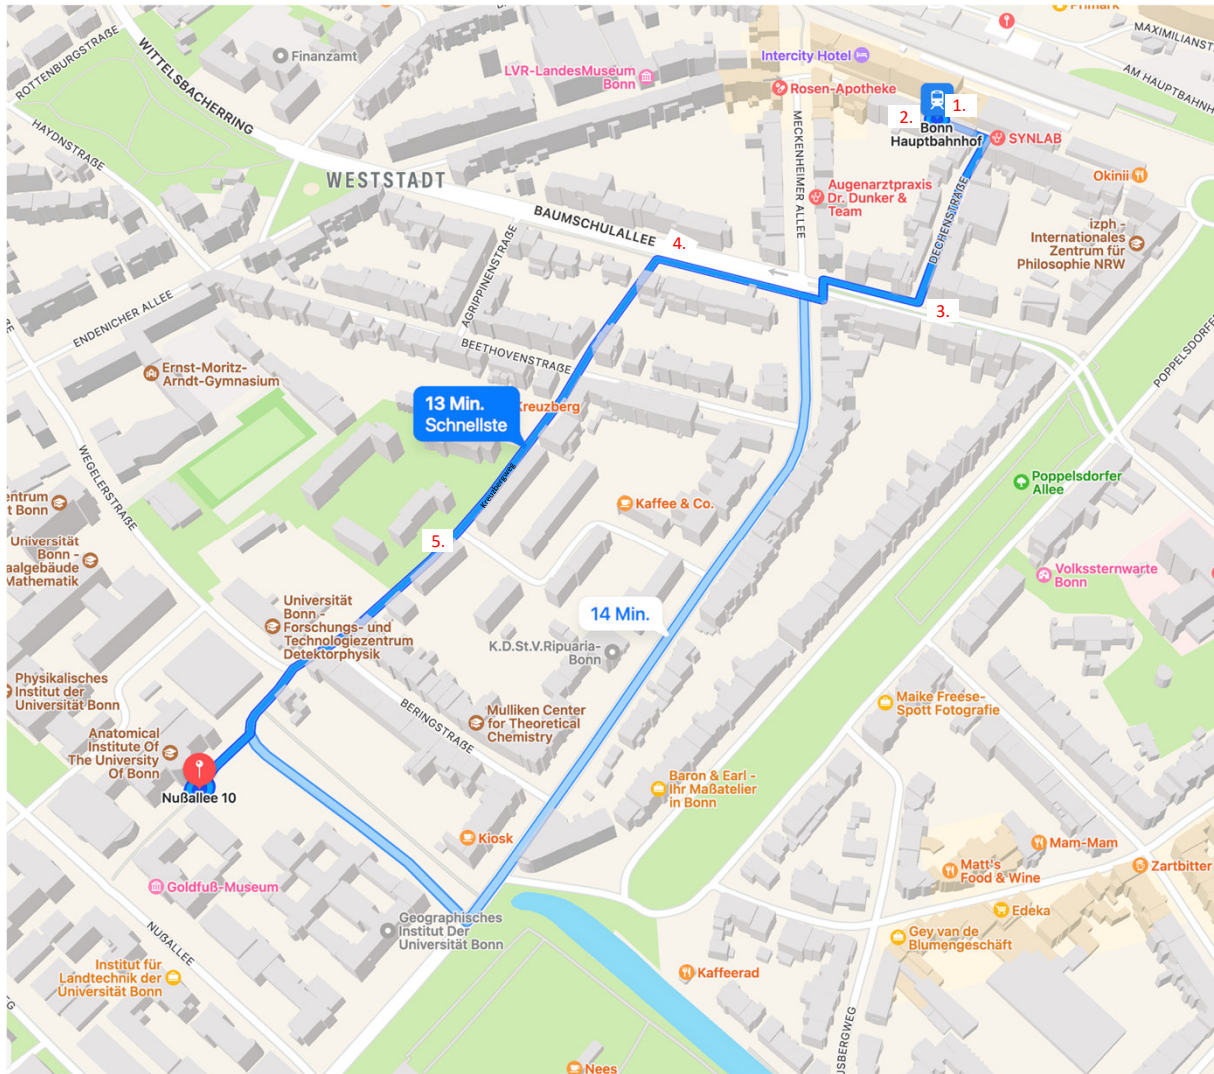 Primark
MAXIMILIANST
ROTTENBURGSTRAßE
WITTELSBACHERRING
Finanzamt
Intercity Hotel
LVR-LandesMuseum
Bonn
Rosen-Apotheke
AM HAUPTBAHNH
1.
2.
Bonn
Hauptbahnhof
SYNLAB
HAYDNSTRAßE
MECKENHEIMER ALLEE
WESTSTADT
Okinii
Augenarztpraxis
Dr. Dunker &
Team
DECHENSTRAßE
BAUMSCHULALLEE
izph -
Internationales
Zentrum für
Philosophie NRW
4.
AGRIPPINENSTRAßE
ENDENICHER ALLEE
3.
BEETHOVENSTRAßE
POPPELSDORFE
Ernst-Moritz-
Arndt-Gymnasium
13 Min.
Schnellste
Kreuzberg
WEGELERSTRAßE
Kreuzbergweg
Poppelsdorfer
Allee
Kaffee & Co.
entrum
t Bonn
5.
Universität
Bonn -
aalgebäude
Mathematik
Volkssternwarte
Bonn
Universität
Bonn -
Forschungs- und
Technologiezentrum
Detektorphysik
14 Min.
K.D.St.V.Ripuaria-
Bonn
Physikalisches
Institut der
Universität Bonn
BERINGSTRAßE
Maike Freese-
Spott Fotografie
Mulliken Center
for Theoretical
Chemistry
Anatomical
Institute Of
The University
Of Bonn
Nußallee 10
Baron & Earl -
Ihr Maßatelier
in Bonn
Kiosk
Mam-Mam
Matt's
Food & Wine
Zartbitter
Goldfuß-Museum
Edeka
Geographisches
Institut Der
Universität Bonn
NUßALLEE
Gey van de
Blumengeschäft
Institut für
Landtechnik der
Universität Bonn
Kaffeerad
USBERGWEG
EG
Nees